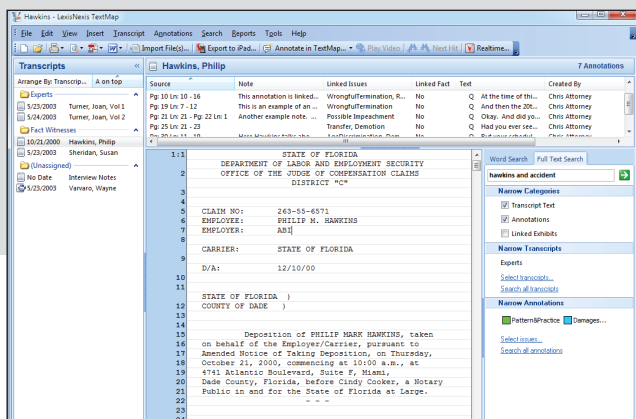 Hawkins - LexisNexis TextMap
File Edit View Insert Transcript Annotations Search Reports Tools Help
Import File(s)... Export to iPad... Annotate in TextMap... Play Video Next Hit Realtime...
Transcripts «
Hawkins, Philip 7 Annotations
Arrange By: Transcrip... A on top
Experts
5/23/2003 Turner, Joan, Vol 1
5/24/2003 Turner, Joan, Vol 2
Fact Witnesses
10/21/2000 Hawkins, Philip
5/23/2003 Sheridan, Susan
(Unassigned)
No Date Interview Notes
5/23/2003 Varvaro, Wayne
Source Note Linked Issues Linked Fact Text Created By
Pg: 10 Ln: 10 - 16 This annotation is linked... WrongfulTermination, R... No Q At the time of thi... Chris Attorney
Pg: 19 Ln: 7 - 12 This is an example of an ... WrongfulTermination No Q And then the 20t... Chris Attorney
Pg: 21 Ln: 21 - Pg: 22 Ln: 1 Another example note. ... Possible Impeachment No Q Okay. And did yo... Chris Attorney
Pg: 25 Ln: 21 - 23 Transfer, Demotion No Q Had you ever see... Chris Attorney
1:1 STATE OF FLORIDA
DEPARTMENT OF LABOR AND EMPLOYMENT SECURITY
2 OFFICE OF THE JUDGE OF COMPENSATION CLAIMS
DISTRICT "C"
3
4
5 CLAIM NO: 263-55-6571
6 EMPLOYEE: PHILIP M. HAWKINS
7 EMPLOYER: ABI
8
CARRIER: STATE OF FLORIDA
9
D/A: 12/10/00
10
11
STATE OF FLORIDA )
12 COUNTY OF DADE )
13
14
15 Deposition of PHILIP MARK HAWKINS, taken
16 on behalf of the Employer/Carrier, pursuant to
17 Amended Notice of Taking Deposition, on Thursday,
18 October 21, 2000, commencing at 10:00 a.m., at
19 4741 Atlantic Boulevard, Suite F, Miami,
20 Dade County, Florida, before Cindy Cooker, a Notary
21 Public in and for the State of Florida at Large.
22 - - -
23
Word Search Full Text Search
hawkins and accident
Narrow Categories
Transcript Text
Annotations
Linked Exhibits
Narrow Transcripts
Experts
Select transcripts...
Search all transcripts
Narrow Annotations
Pattern&Practice Damages...
Select issues...
Search all annotations